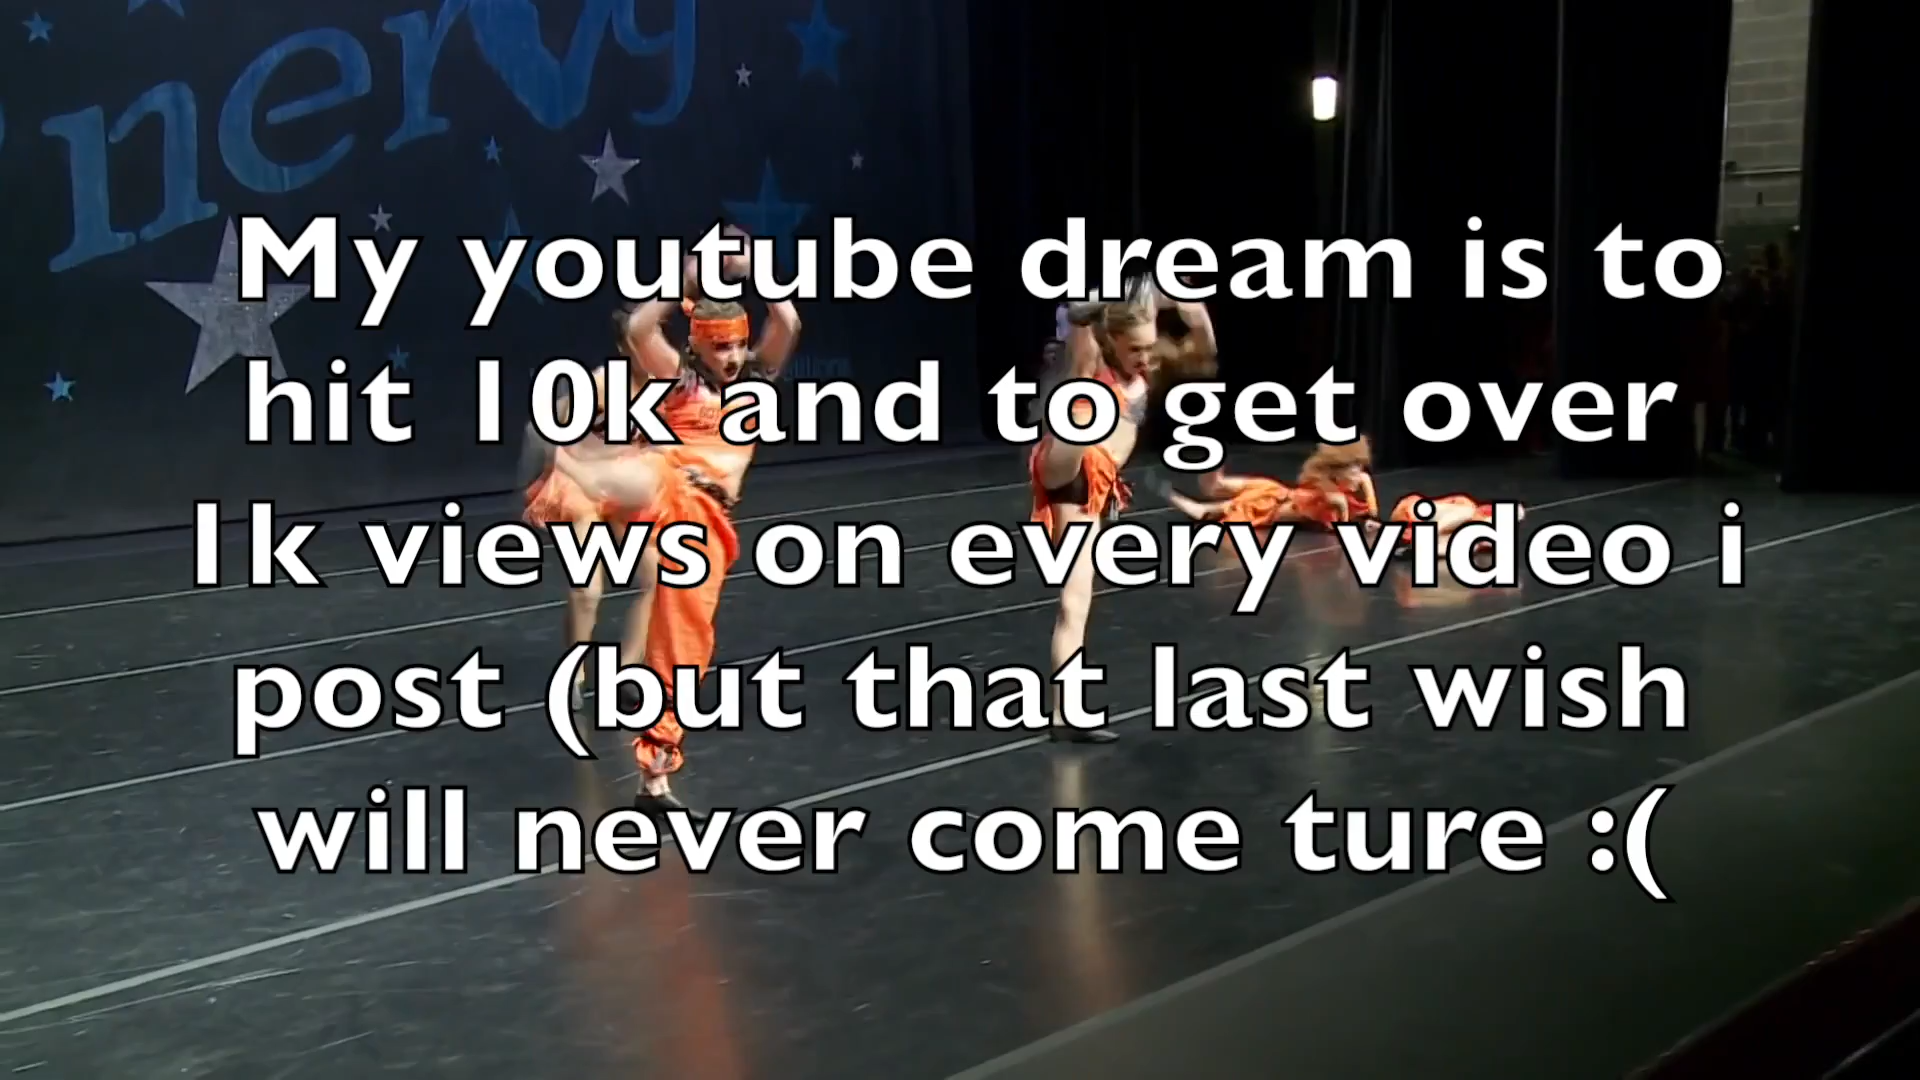 nergy
My youtube dream is to
hit 10k and to get over
1k views on every video i
post (but that last wish
will never come ture :(